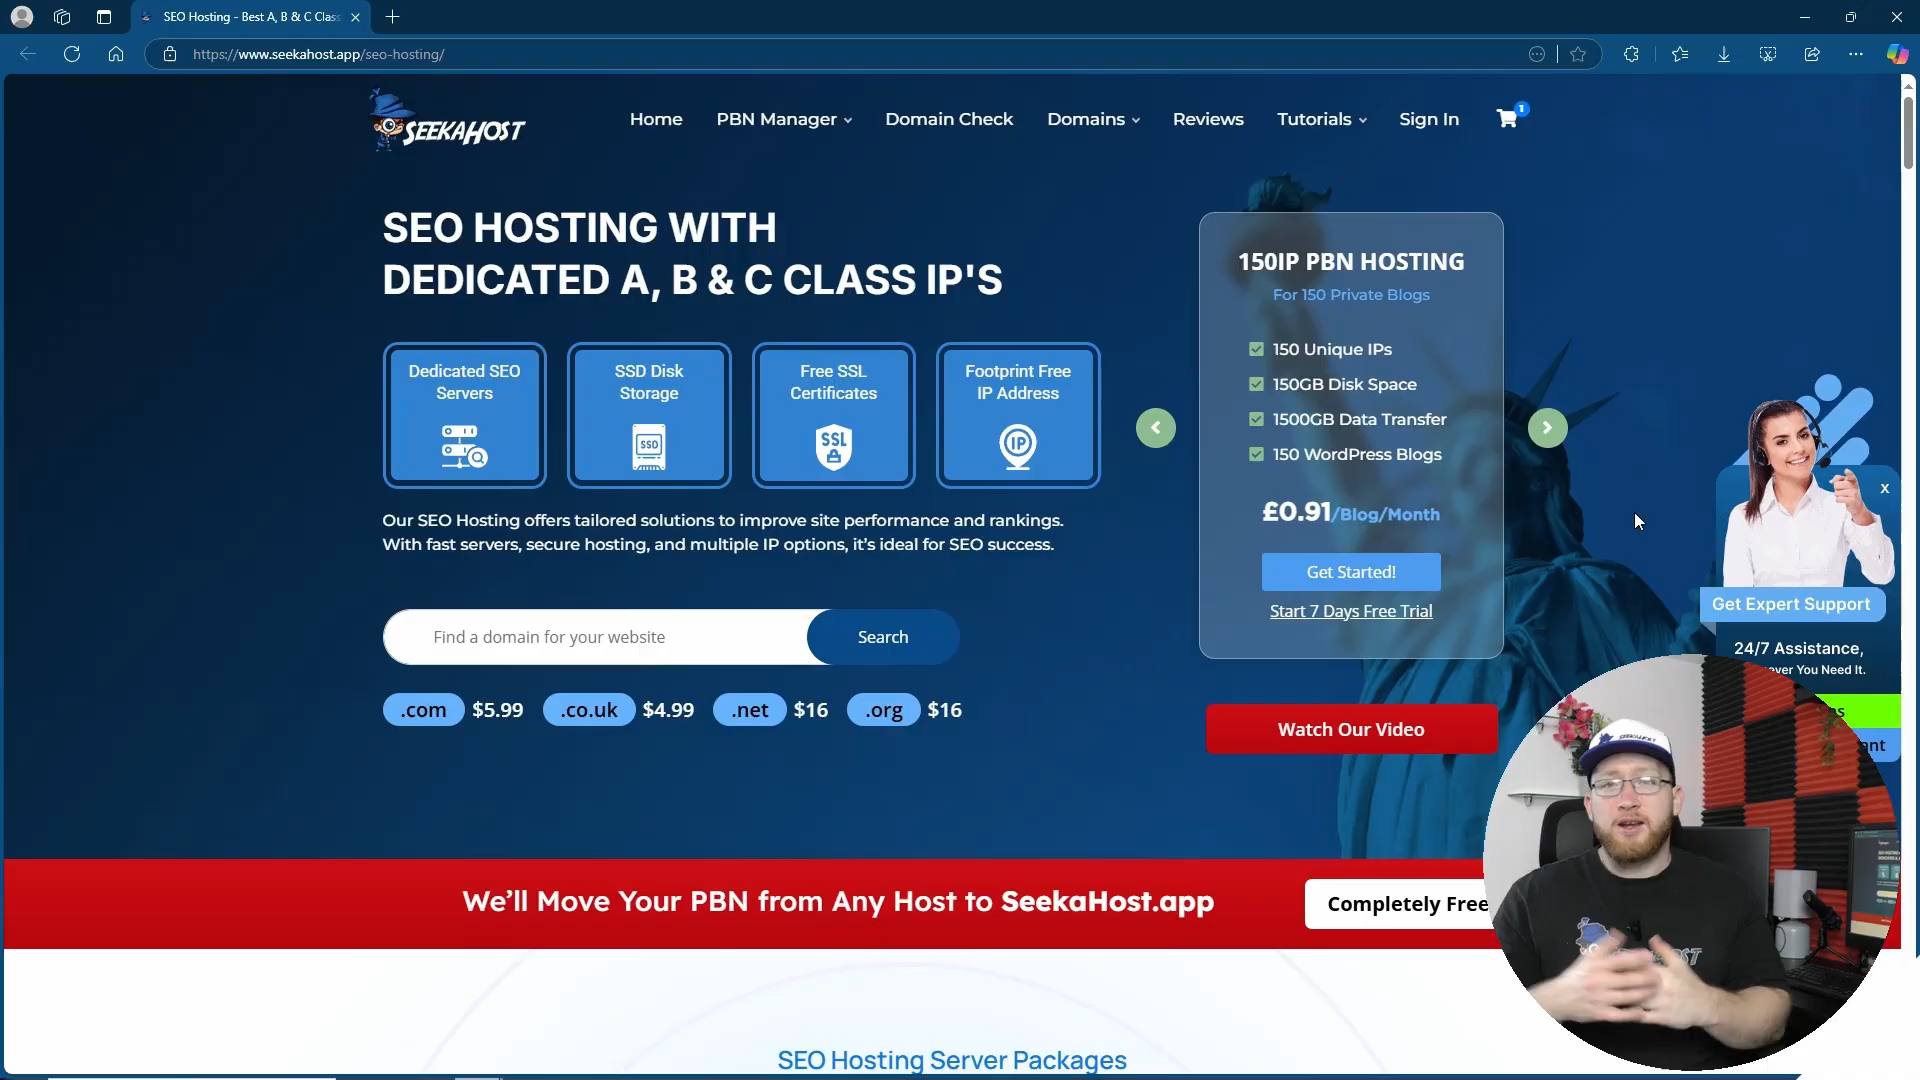 SEO Hosting - Best A, B & C Class
https://www.seekahost.app/seo-hosting/
SEEKAHOST
Home
PBN Manager
Domain Check
Domains
Reviews
Tutorials
Sign In
1
SEO HOSTING WITH
DEDICATED A, B & C CLASS IP'S
Dedicated SEO
Servers
SSD Disk
Storage
SSD
Free SSL
Certificates
SSL
Footprint Free
IP Address
IP
Our SEO Hosting offers tailored solutions to improve site performance and rankings.
With fast servers, secure hosting, and multiple IP options, it's ideal for SEO success.
Find a domain for your website
Search
.com $5.99 .co.uk $4.99 .net $16 .org $16
150IP PBN HOSTING
For 150 Private Blogs
150 Unique IPs
150GB Disk Space
1500GB Data Transfer
150 WordPress Blogs
£0.91/Blog/Month
Get Started!
Start 7 Days Free Trial
Watch Our Video
X
Get Expert Support
24/7 Assistance,
You Need It.
SEEKAHOST
We'll Move Your PBN from Any Host to SeekaHost.app
Completely Free
SEO Hosting Server Packages